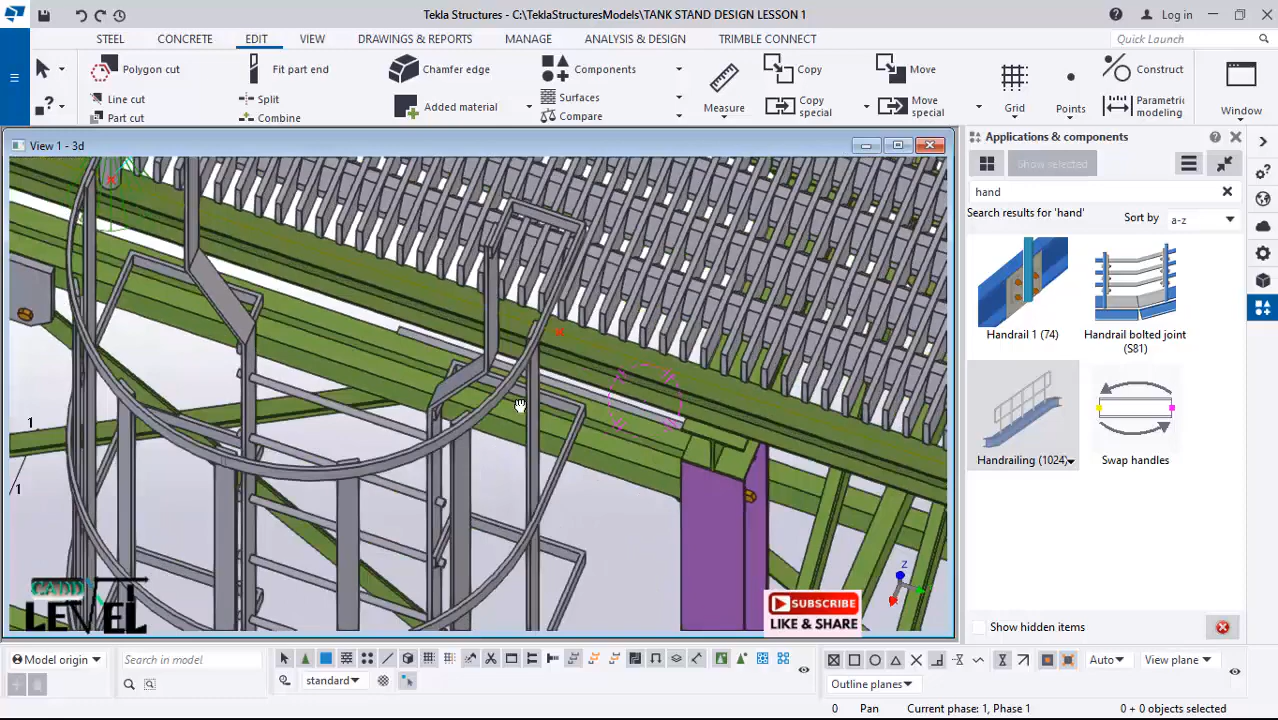 Tekla Structures - C:\TeklaStructuresModels\TANK STAND DESIGN LESSON 1
Log in
STEEL CONCRETE EDIT VIEW DRAWINGS & REPORTS MANAGE ANALYSIS & DESIGN TRIMBLE CONNECT
Quick Launch
Polygon cut
Fit part end
Chamfer edge
Components
Copy
Move
Construct
Line cut
Split
Added material
Surfaces
Measure
Copy special
Move special
Grid
Points
Parametric modeling
Window
Part cut
Combine
Compare
View 1 - 3d
Applications & components
Show selected
hand
Search results for 'hand'
Sort by a-z
Handrail 1 (74)
Handrail bolted joint (S81)
Handrailing (1024)
Swap handles
1
1
Z
CADD
LEVEL
SUBSCRIBE
LIKE & SHARE
Show hidden items
Model origin
Search in model
standard
Auto
View plane
Outline planes
0 Pan Current phase: 1, Phase 1 0 + 0 objects selected